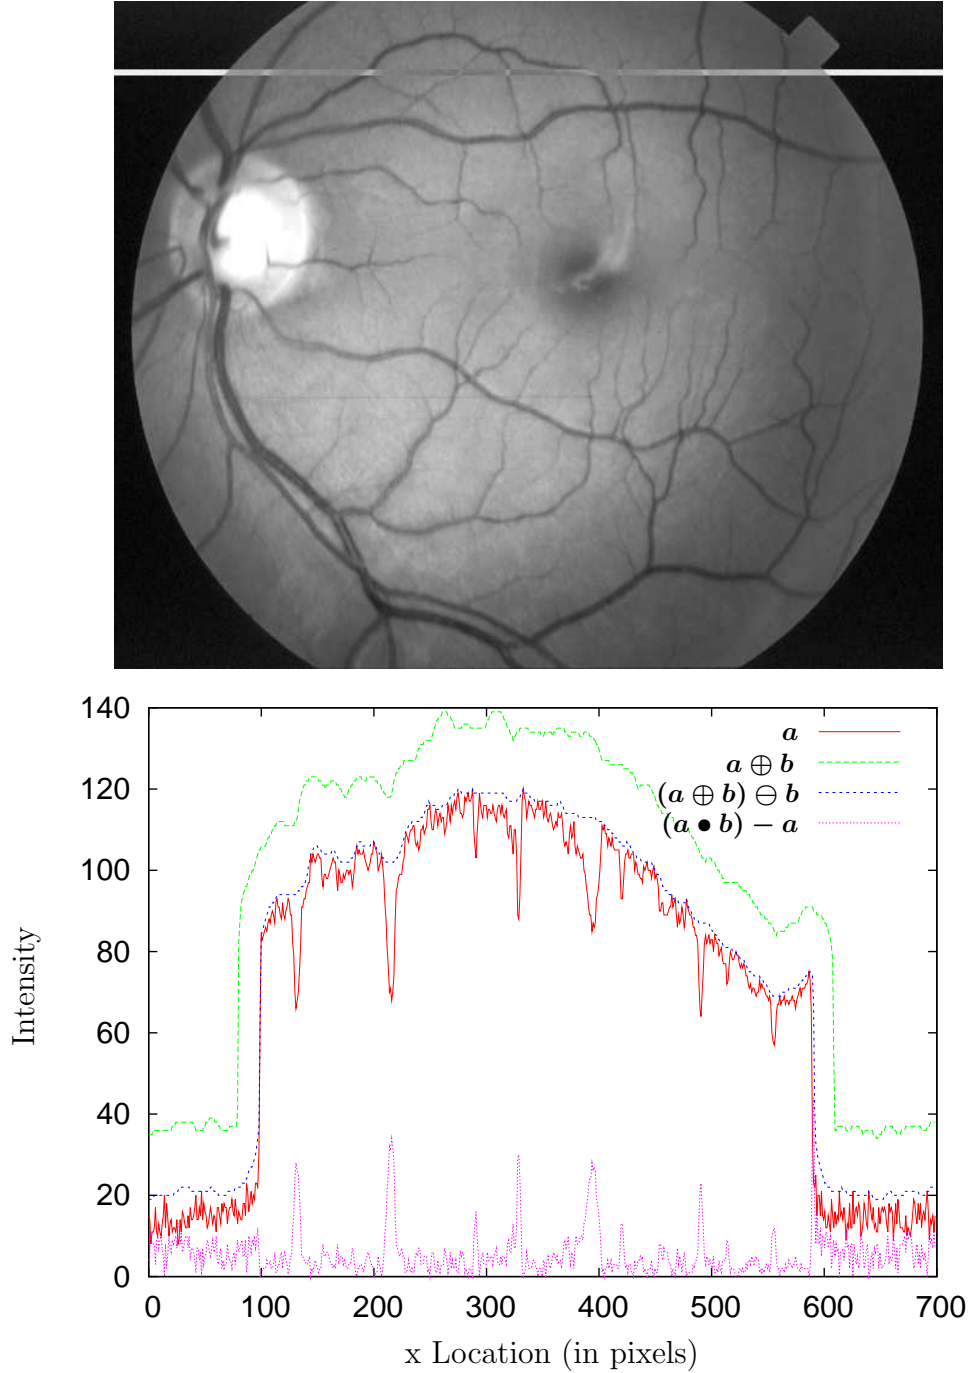 140
120
100
80
60
40
20
0
Intensity
a
a ⊕ b
(a ⊕ b) ⊖ b
(a • b) − a
0 100 200 300 400 500 600 700
x Location (in pixels)